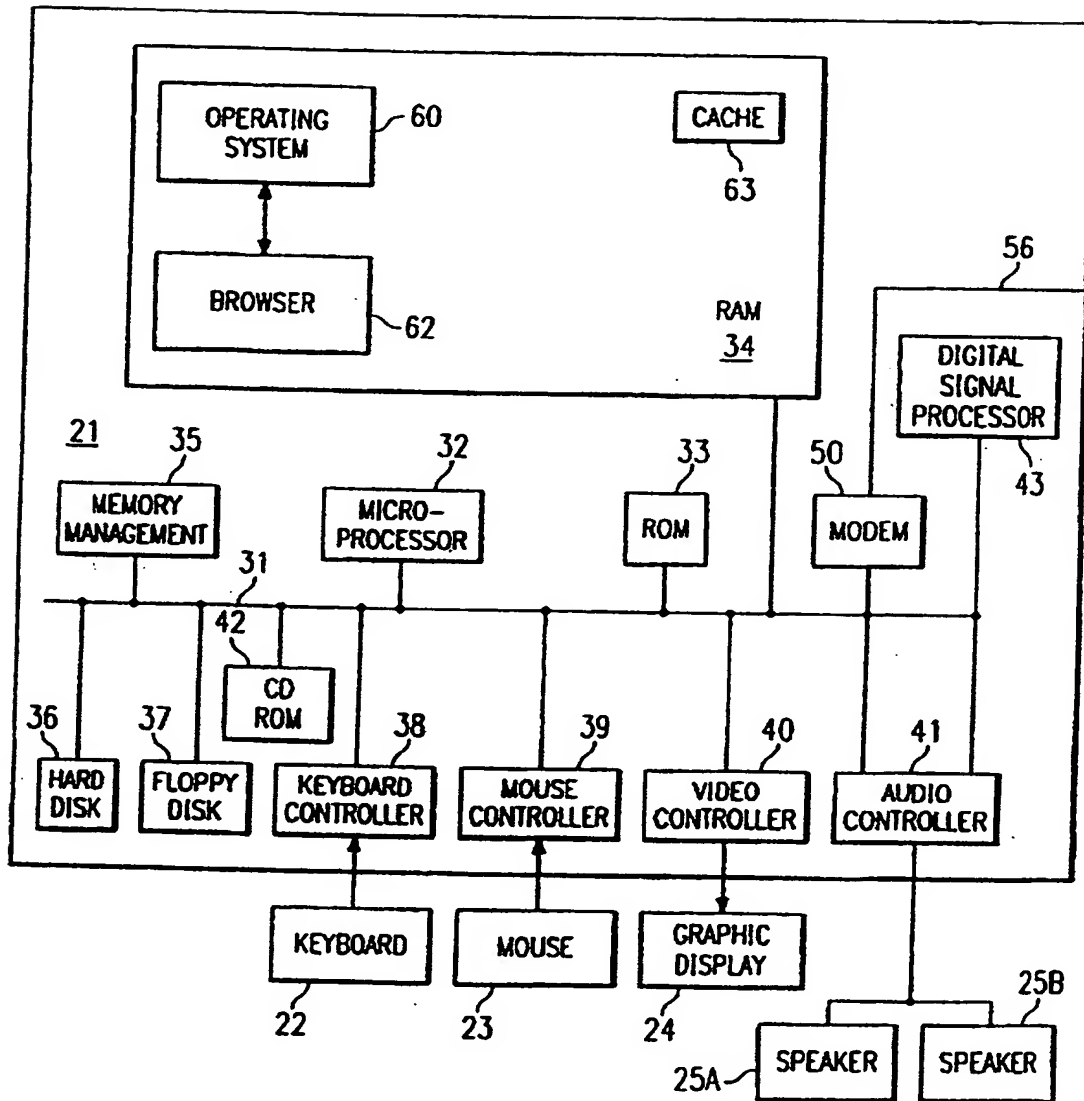 OPERATING
SYSTEM
60
CACHE
63
BROWSER
62
RAM
34
56
DIGITAL
SIGNAL
PROCESSOR
43
21
35
MEMORY
MANAGEMENT
32
MICRO-
PROCESSOR
33
ROM
50
MODEM
31
42
CD
ROM
36
HARD
DISK
37
FLOPPY
DISK
38
KEYBOARD
CONTROLLER
39
MOUSE
CONTROLLER
40
VIDEO
CONTROLLER
41
AUDIO
CONTROLLER
KEYBOARD
22
MOUSE
23
GRAPHIC
DISPLAY
24
25A
SPEAKER
25B
SPEAKER